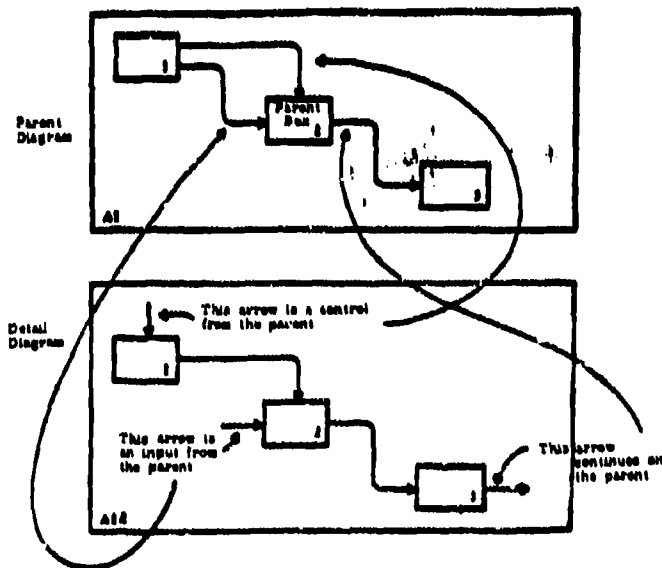 1
Parent
Box
2
Parent
Diagram
3
A1
This arrow is a control
from the parent
Detail
Diagram
1
2
This arrow is
an input from
the parent
This arrow
continues on
the parent
3
A12